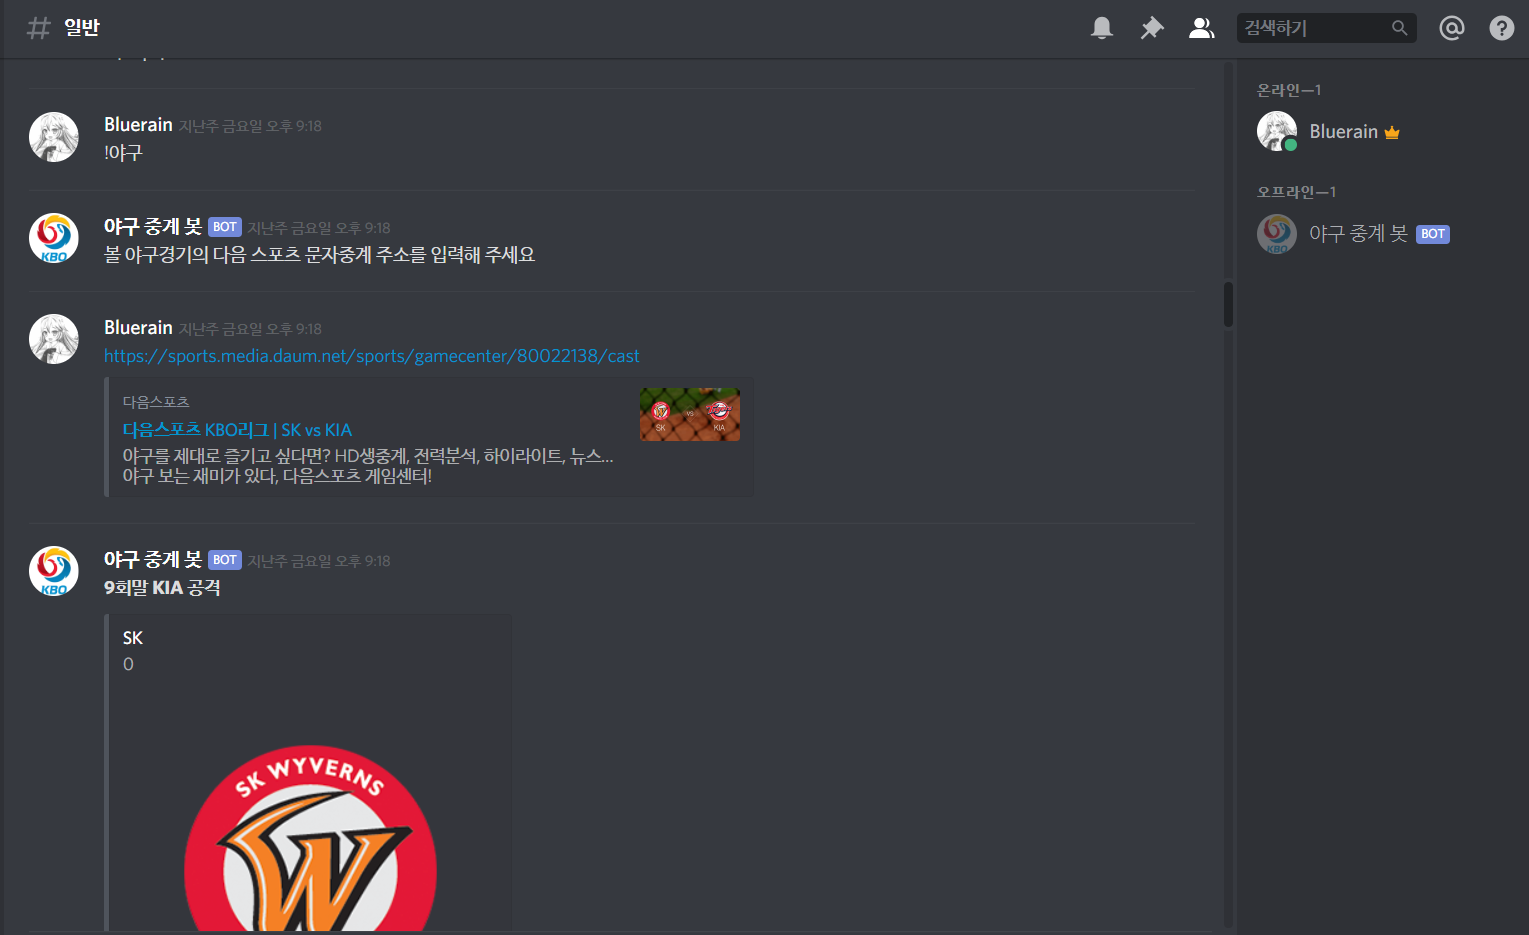 일반
검색하기
Bluerain 지난주 금요일 오후 9:18
!야구
야구 중계 봇 BOT 지난주 금요일 오후 9:18
볼 야구경기의 다음 스포츠 문자중계 주소를 입력해 주세요
Bluerain 지난주 금요일 오후 9:18
https://sports.media.daum.net/sports/gamecenter/80022138/cast
다음스포츠
다음스포츠 KBO리그 | SK vs KIA
야구를 제대로 즐기고 싶다면? HD생중계, 전력분석, 하이라이트, 뉴스...
야구 보는 재미가 있다, 다음스포츠 게임센터!
VS
SK KIA
야구 중계 봇 BOT 지난주 금요일 오후 9:18
9회말 KIA 공격
SK
0
SK WYVERNS
KBO
KBO
온라인—1
Bluerain
오프라인—1
야구 중계 봇 BOT
KBO